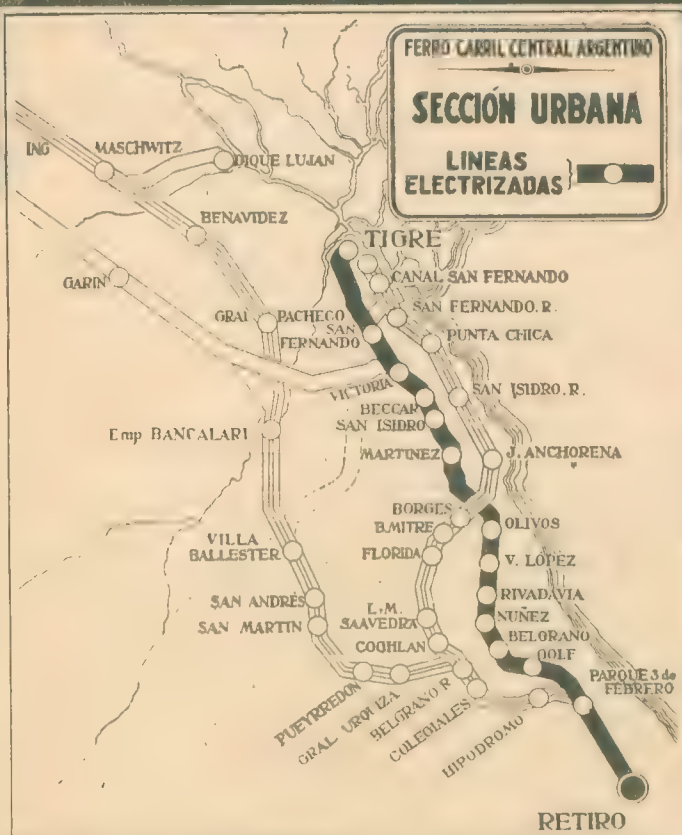 FERRO CARRIL CENTRAL ARGENTINO
SECCIÓN URBANA
LINEAS
ELECTRIZADAS
ING MASCHWITZ
DIQUE LUJAN
BENAVIDEZ
TIGRE
GARIN
CANAL SAN FERNANDO
GRAL PACHECO
SAN FERNANDO.R.
SAN
FERNANDO
PUNTA CHICA
VICTORIA
SAN ISIDRO.R.
BECCAR
SAN ISIDRO
Emp BANCALARI
MARTINEZ
J. ANCHORENA
BORGES
B.MITRE
OLIVOS
VILLA
BALLESTER
FLORIDA
V. LOPEZ
SAN ANDRÉS
RIVADAVIA
L.M.
SAAVEDRA
NUÑEZ
SAN MARTIN
BELGRANO
COGHLAN
GOLF
PARQUE 3 de
FEBRERO
PUEYRREDON
GRAL URQUIZA
BELGRANO R
COLEGIALES
HIPODROMO
RETIRO